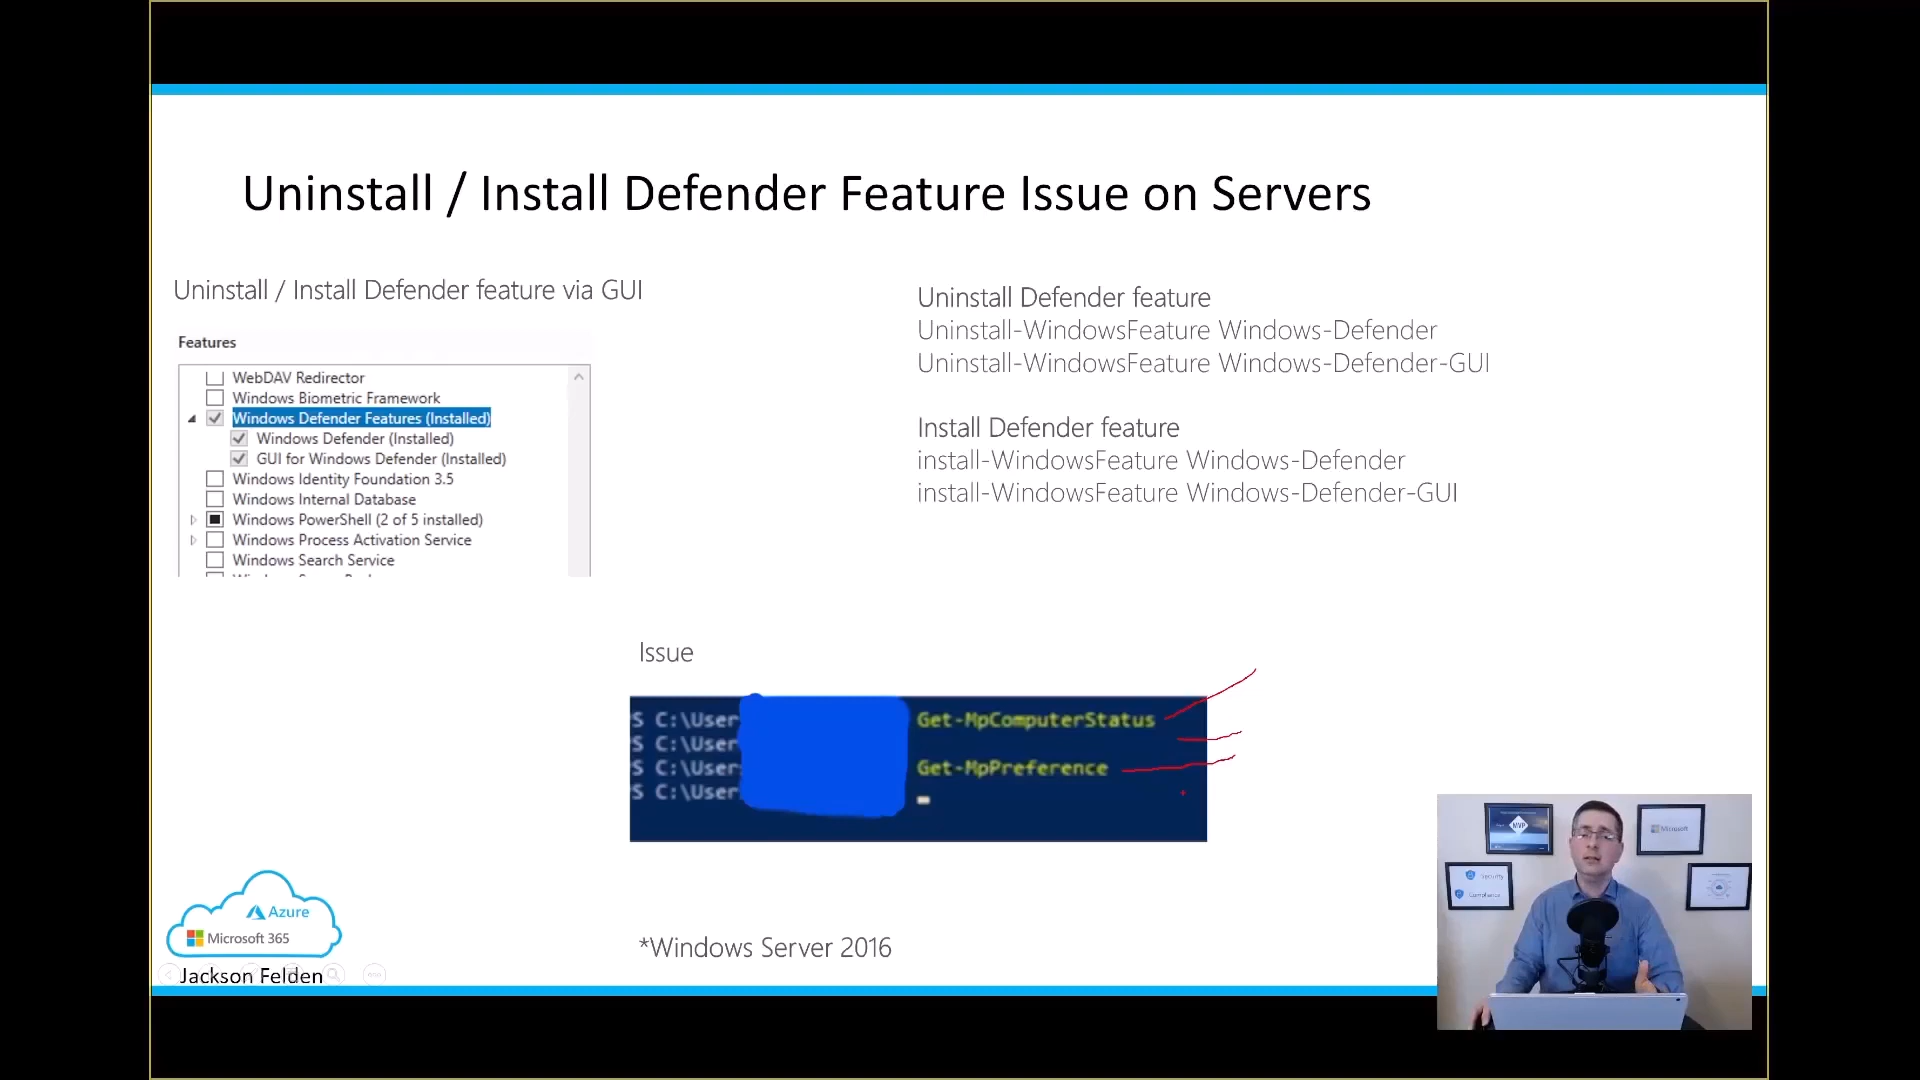 Uninstall / Install Defender Feature Issue on Servers
Uninstall / Install Defender feature via GUI
Features
WebDAV Redirector
Windows Biometric Framework
Windows Defender Features (Installed)
Windows Defender (Installed)
GUI for Windows Defender (Installed)
Windows Identity Foundation 3.5
Windows Internal Database
Windows PowerShell (2 of 5 installed)
Windows Process Activation Service
Windows Search Service
Uninstall Defender feature
Uninstall-WindowsFeature Windows-Defender
Uninstall-WindowsFeature Windows-Defender-GUI
Install Defender feature
install-WindowsFeature Windows-Defender
install-WindowsFeature Windows-Defender-GUI
Issue
S C:\User Get-MpComputerStatus
S C:\User
S C:\User Get-MpPreference
S C:\User
*Windows Server 2016
Azure
Microsoft 365
Jackson Felden
MVP
Microsoft
Security
Compliance